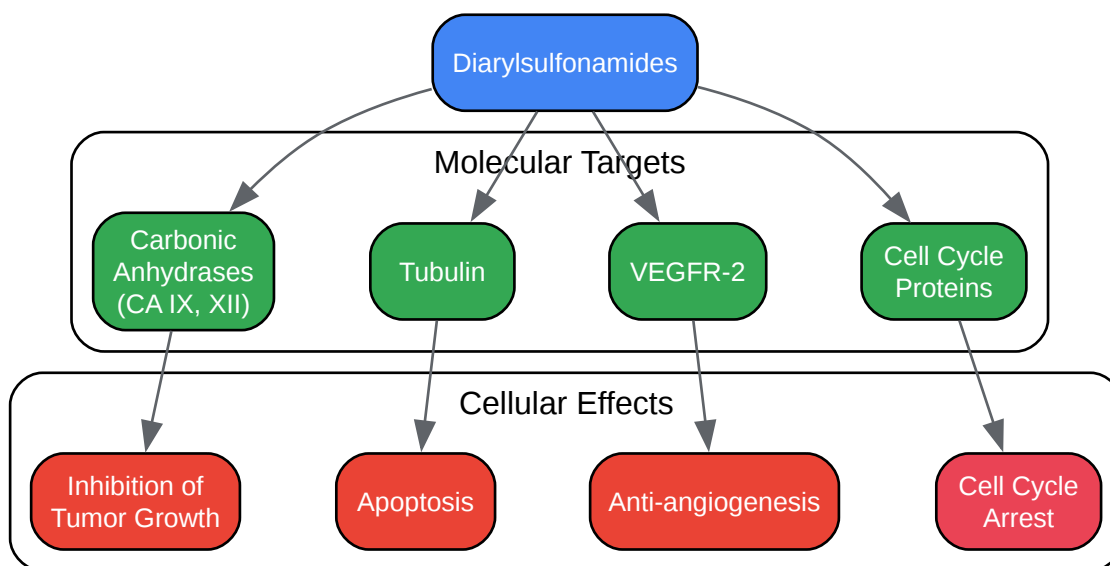 Diarylsulfonamides
Molecular Targets
Carbonic
Anhydrases
(CA IX, XII)
Tubulin
VEGFR-2
Cell Cycle
Proteins
Cellular Effects
Inhibition of
Tumor Growth
Apoptosis
Anti-angiogenesis
Cell Cycle
Arrest